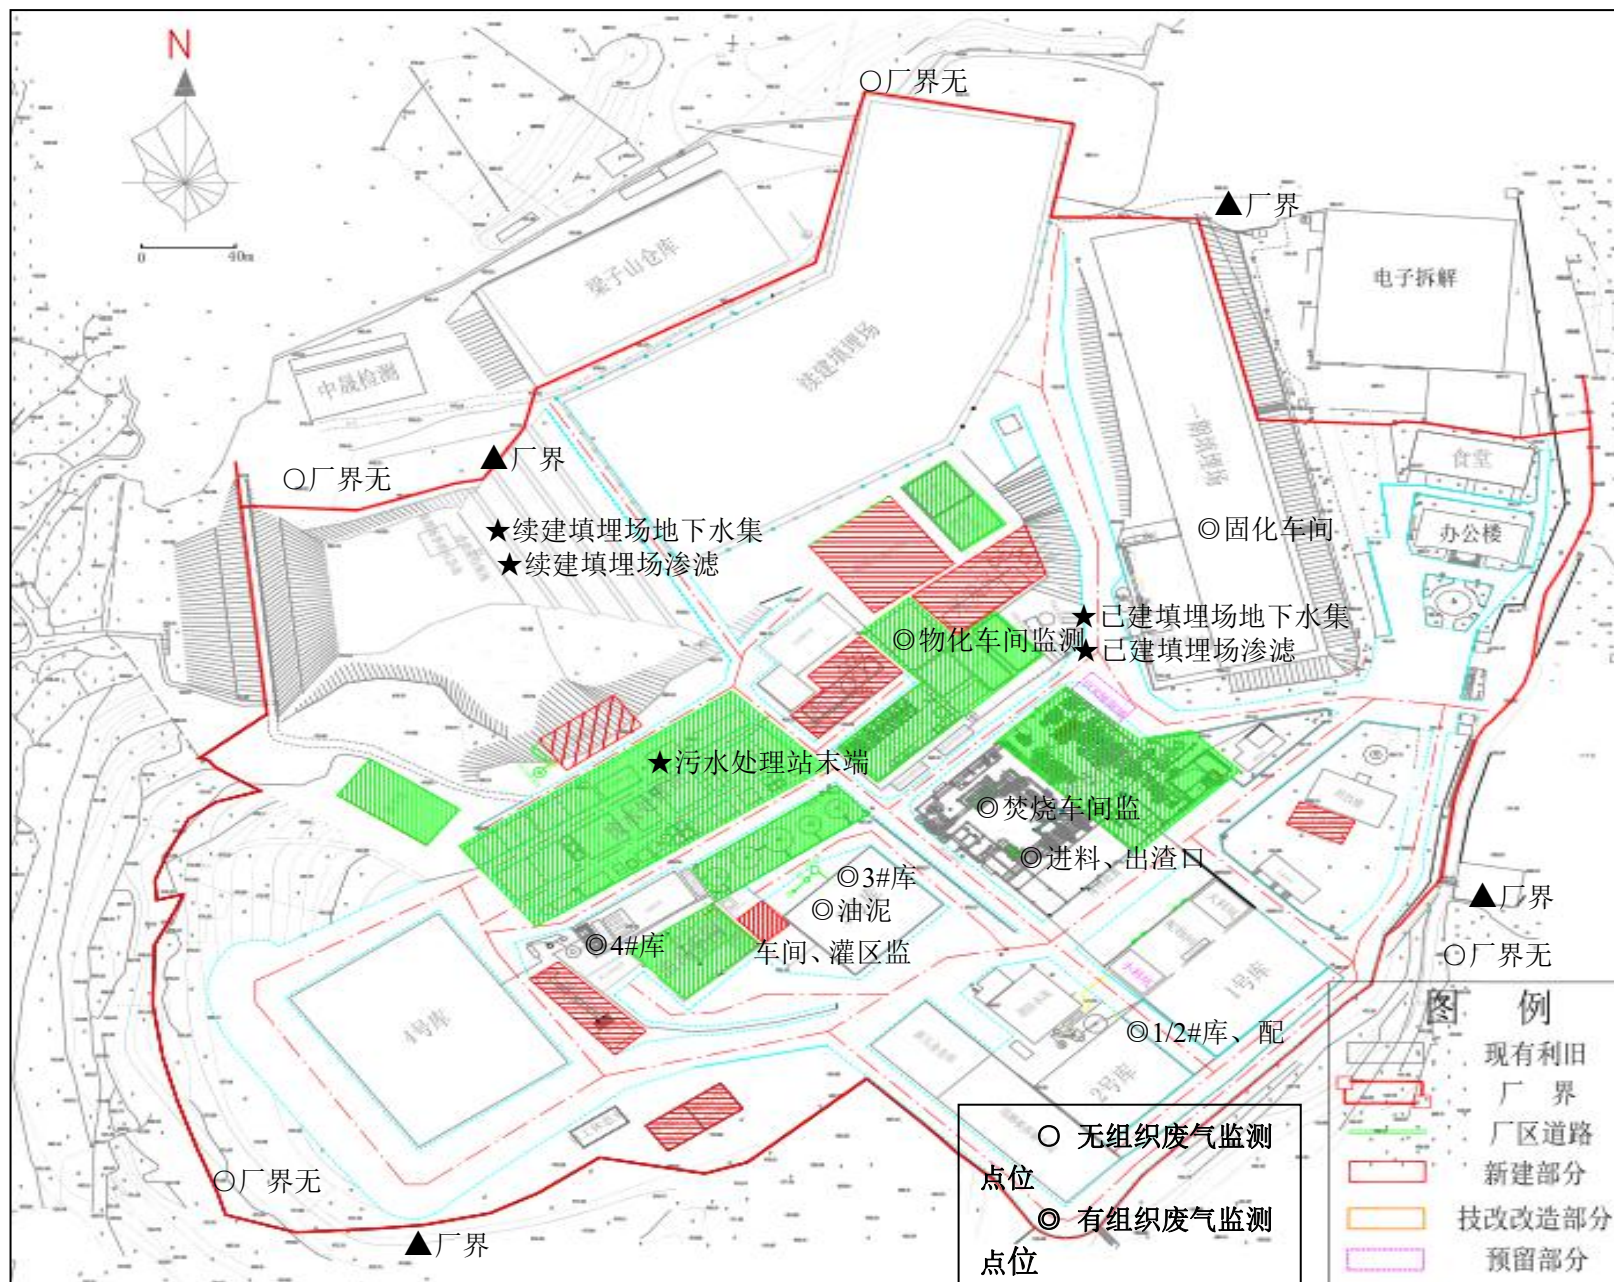 N
○厂界无
▲厂界
梁子山仓库
0 40m
电子拆解
续建填埋场
中晟检测
一期填埋场
▲厂界
食堂
○厂界无
★续建填埋场地下水集
◎固化车间
办公楼
★续建填埋场渗滤
★已建填埋场地下水集
◎物化车间监测
★已建填埋场渗滤
★污水处理站末端
◎焚烧车间监
◎进料、出渣口
◎3#库
▲厂界
◎油泥
◎4#库
车间、灌区监
○厂界无
1号库
4号库
◎1/2#库、配
2号库
图 例
现有利旧
厂 界
厂区道路
新建部分
技改改造部分
预留部分
○ 无组织废气监测
点位
◎ 有组织废气监测
点位
○厂界无
▲厂界